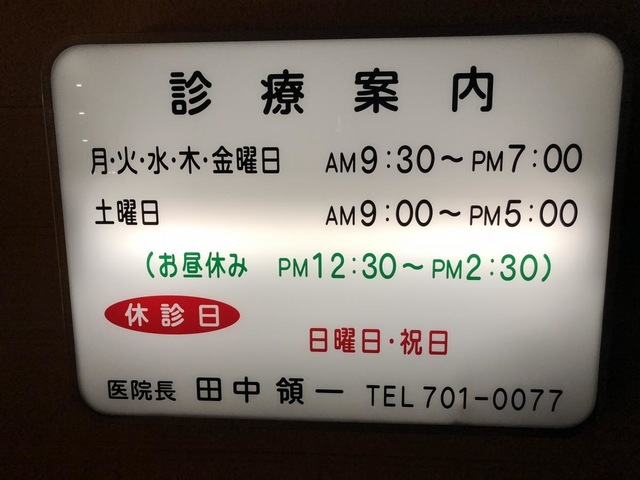 診療案内
月・火・水・木・金曜日 AM9:30～PM7:00
土曜日 AM9:00～PM5:00
(お昼休み PM12:30～PM2:30)
休診日 日曜日・祝日
医院長 田中領一 TEL701-0077